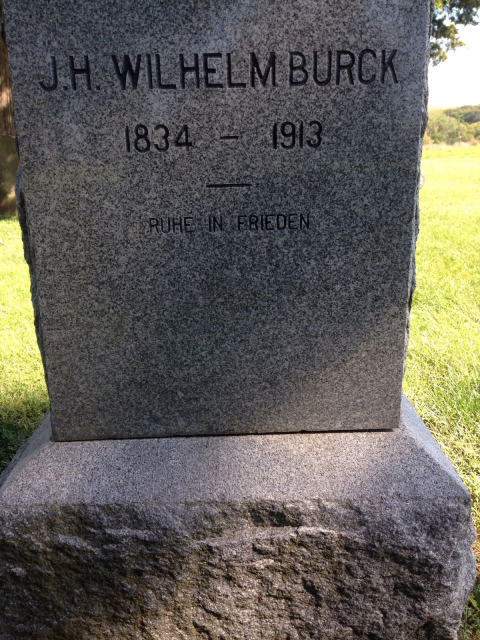 J.H. WILHELM BURCK
1834 – 1913
RUHE IN FRIEDEN